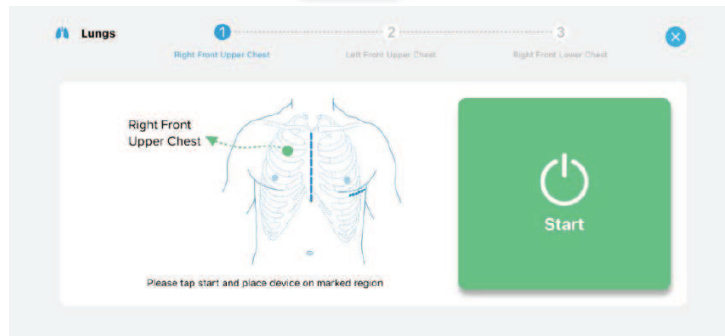 Lungs
1
2
3
Right Front Upper Chest
Left Front Upper Chest
Right Front Lower Chest
Right Front
Upper Chest
Start
Please tap start and place device on marked region